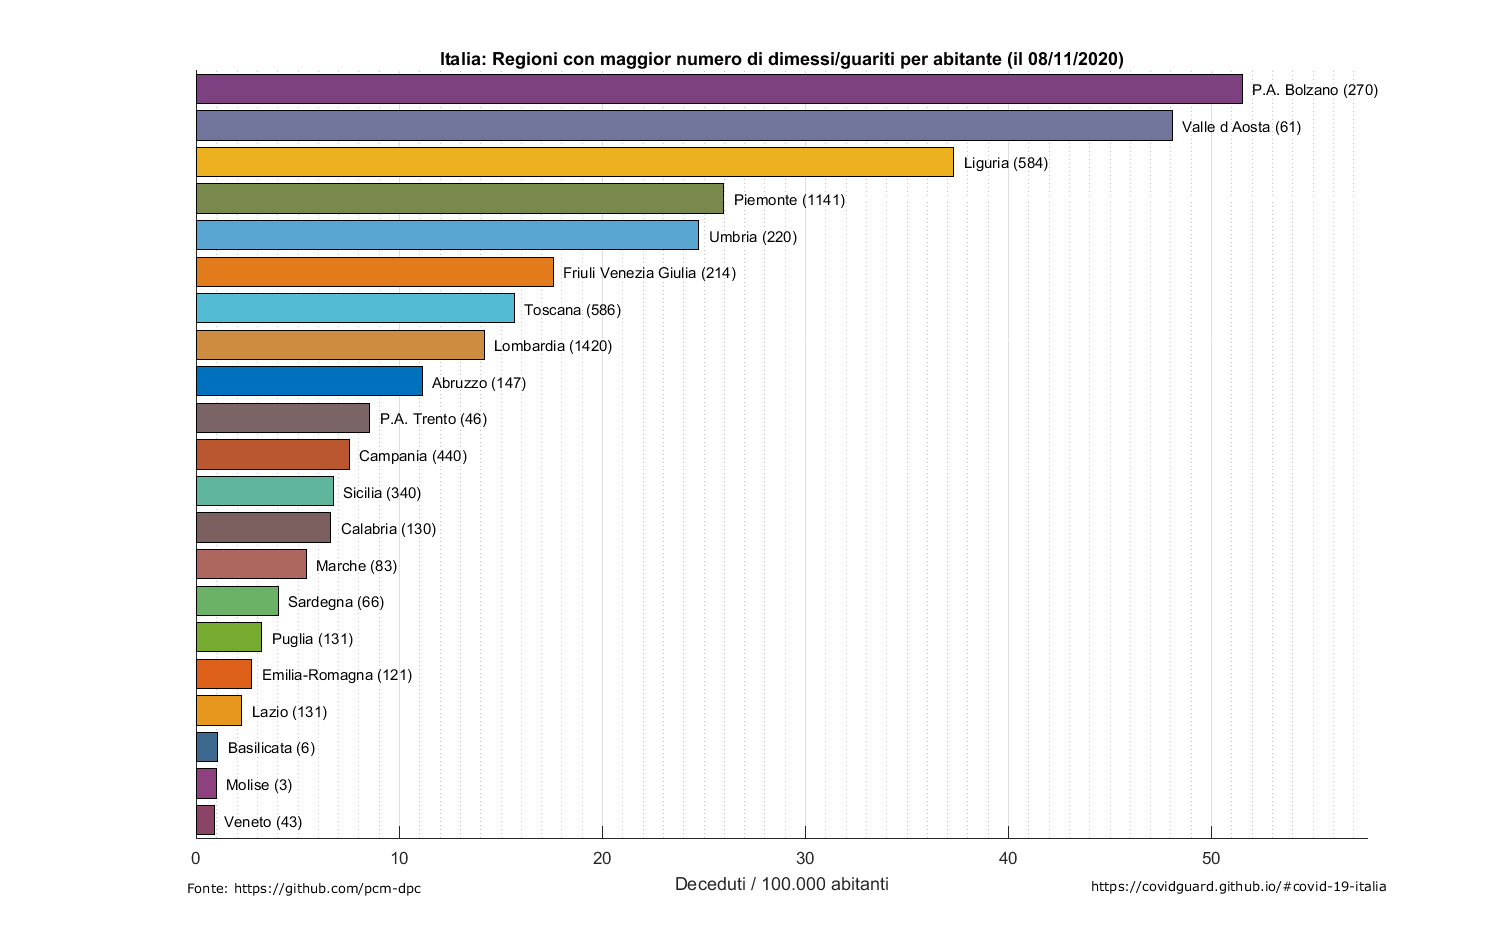 Italia: Regioni con maggior numero di dimessi/guariti per abitante (il 08/11/2020)
P.A. Bolzano (270)
Valle d Aosta (61)
Liguria (584)
Piemonte (1141)
Umbria (220)
Friuli Venezia Giulia (214)
Toscana (586)
Lombardia (1420)
Abruzzo (147)
P.A. Trento (46)
Campania (440)
Sicilia (340)
Calabria (130)
Marche (83)
Sardegna (66)
Puglia (131)
Emilia-Romagna (121)
Lazio (131)
Basilicata (6)
Molise (3)
Veneto (43)
0 10 20 30 40 50
Deceduti / 100.000 abitanti
Fonte: https://github.com/pcm-dpc
https://covidguard.github.io/#covid-19-italia